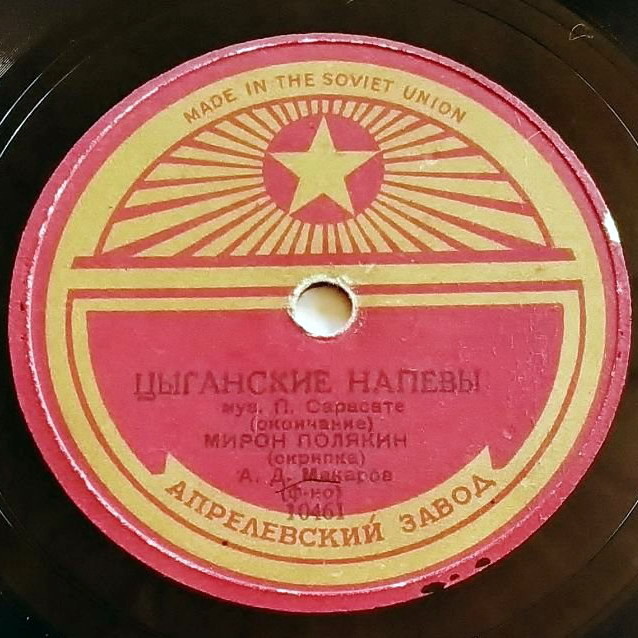 MADE IN THE SOVIET UNION
ЦЫГАНСКИЕ НАПЕВЫ
муз. П. Сарасате
(окончание)
МИРОН ПОЛЯКИН
(скрипка)
А. Д. Макаров
(ф-но)
10461
АПРЕЛЕВСКИЙ ЗАВОД